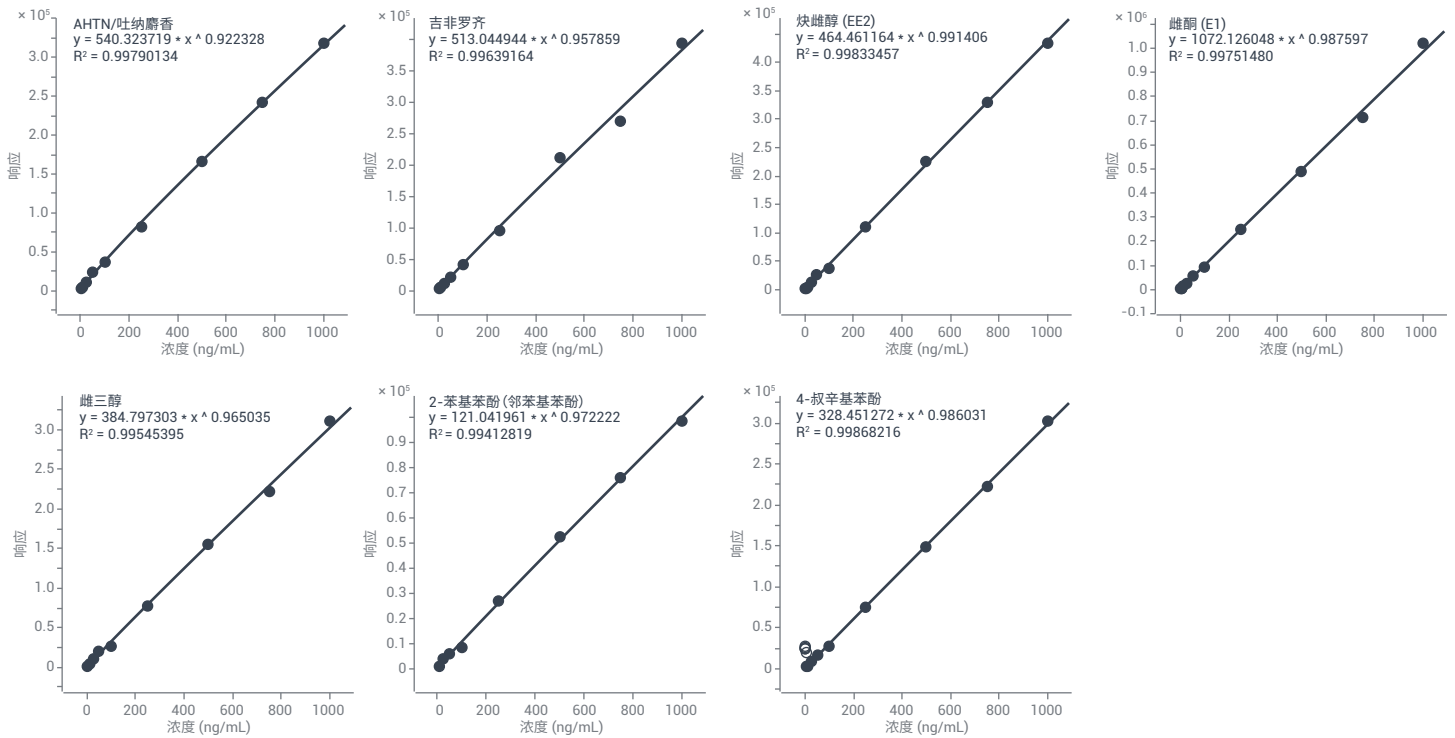 × 10⁵
AHTN/吐纳麝香
y = 540.323719 * x ^ 0.922328
R² = 0.99790134
3.0
2.5
2.0
1.5
1.0
0.5
0
响应
0 200 400 600 800 1000
浓度 (ng/mL)
× 10⁵
吉非罗齐
y = 513.044944 * x ^ 0.957859
R² = 0.99639164
3.5
3.0
2.5
2.0
1.5
1.0
0.5
0
响应
0 200 400 600 800 1000
浓度 (ng/mL)
× 10⁵
炔雌醇 (EE2)
y = 464.461164 * x ^ 0.991406
R² = 0.99833457
4.0
3.5
3.0
2.5
2.0
1.5
1.0
0.5
0
响应
0 200 400 600 800 1000
浓度 (ng/mL)
× 10⁶
雌酮 (E1)
y = 1072.126048 * x ^ 0.987597
R² = 0.99751480
1.0
0.9
0.8
0.7
0.6
0.5
0.4
0.3
0.2
0.1
0
-0.1
响应
0 200 400 600 800 1000
浓度 (ng/mL)
雌三醇
y = 384.797303 * x ^ 0.965035
R² = 0.99545395
3.0
2.5
2.0
1.5
1.0
0.5
0
响应
0 200 400 600 800 1000
浓度 (ng/mL)
× 10⁵
2-苯基苯酚 (邻苯基苯酚)
y = 121.041961 * x ^ 0.972222
R² = 0.99412819
0.9
0.8
0.7
0.6
0.5
0.4
0.3
0.2
0.1
0
响应
0 200 400 600 800 1000
浓度 (ng/mL)
× 10⁵
4-叔辛基苯酚
y = 328.451272 * x ^ 0.986031
R² = 0.99868216
3.0
2.5
2.0
1.5
1.0
0.5
0
响应
0 200 400 600 800 1000
浓度 (ng/mL)